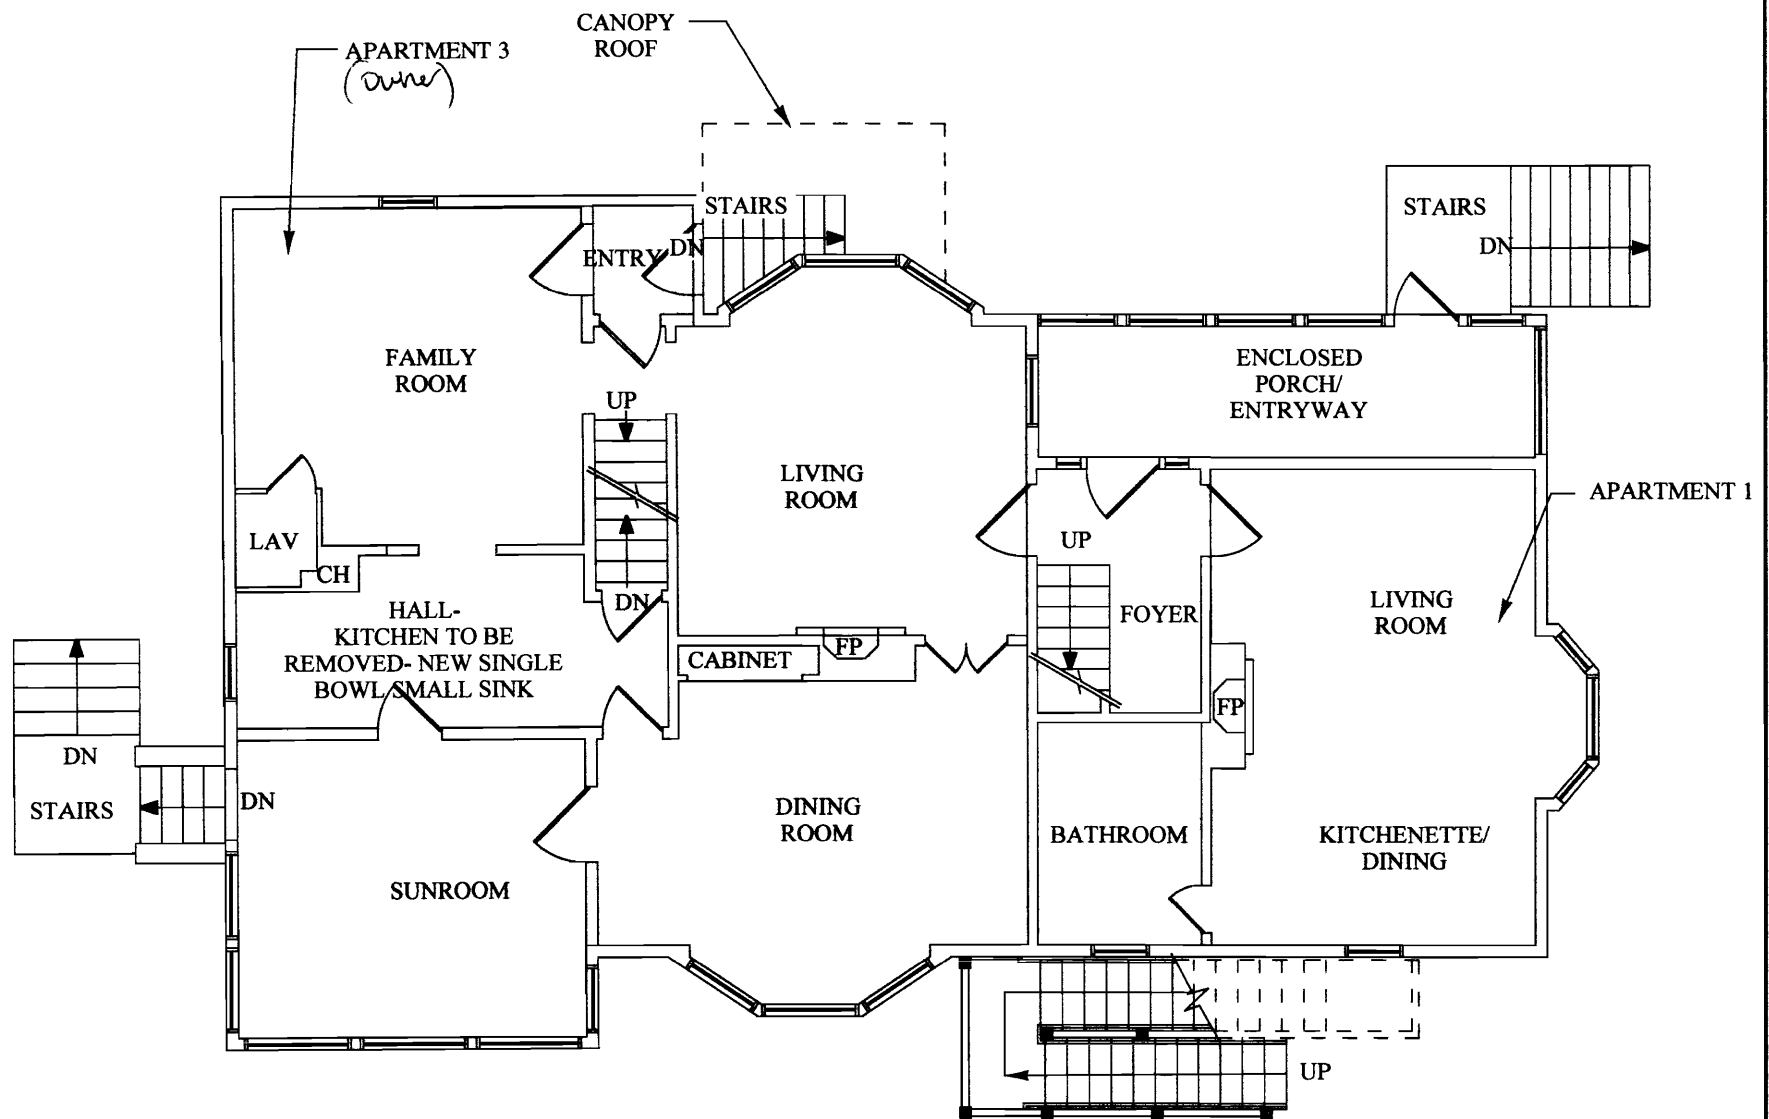 CANOPY
ROOF
APARTMENT 3
(owner)
STAIRS
DN
ENTRY
STAIRS
DN
FAMILY
ROOM
UP
ENCLOSED
PORCH/
ENTRYWAY
LIVING
ROOM
APARTMENT 1
LAV
CH
UP
DN
HALL-
KITCHEN TO BE
REMOVED- NEW SINGLE
BOWL SMALL SINK
FOYER
LIVING
ROOM
CABINET
FP
FP
DN
STAIRS
DN
DINING
ROOM
BATHROOM
KITCHENETTE/
DINING
SUNROOM
UP